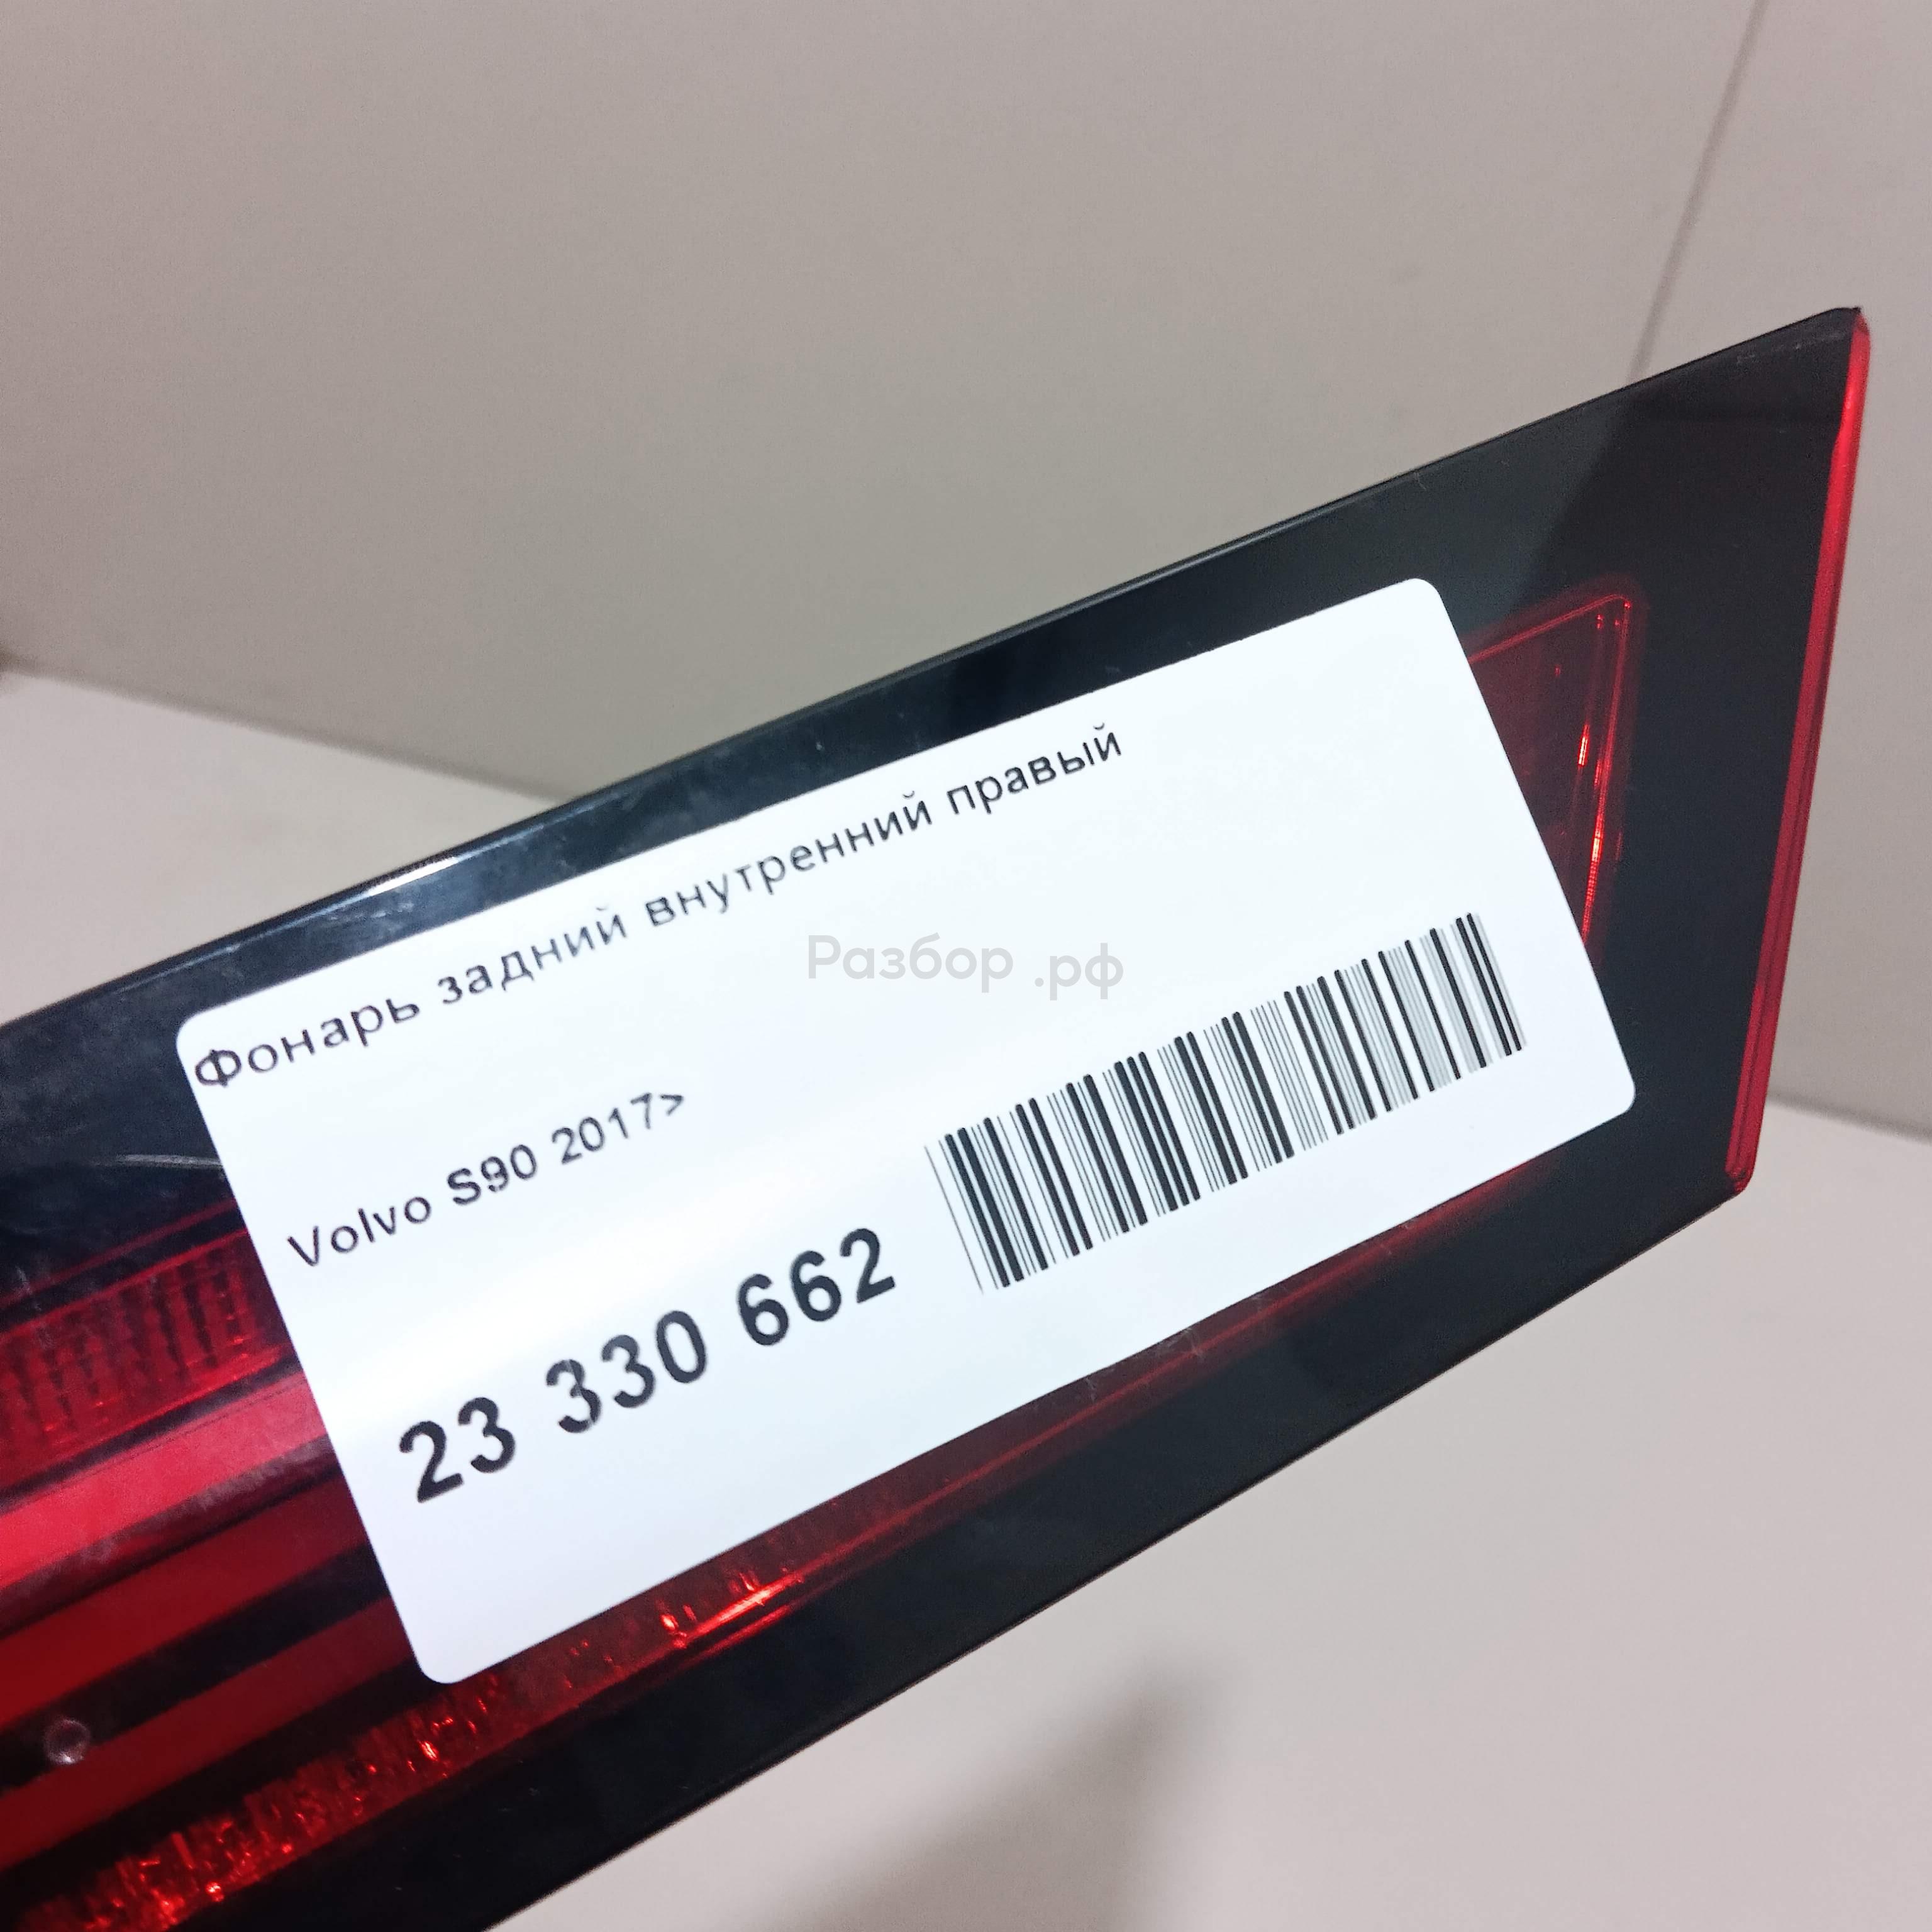 Фонарь задний внутренний правый
Разбор .рф
Volvo S90 2017>
23 330 662